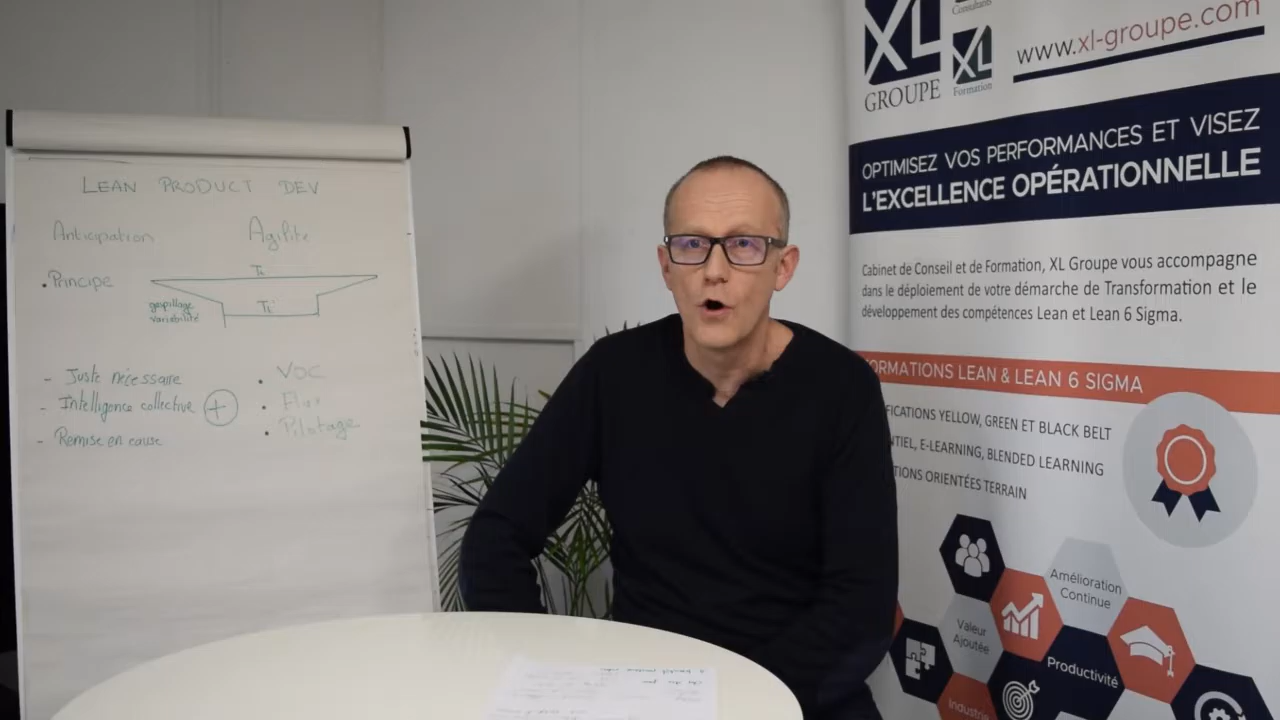 LEAN PRODUCT DEV
Anticipation Agilité
. Principe
Ti
gaspillage
variabilité
Ti
- Juste nécessaire
- Intelligence collective +
- Remise en cause
. VOC
. Flux
. Pilotage
XL
GROUPE
Consultants
XL
Formation
www.xl-groupe.com
OPTIMISEZ VOS PERFORMANCES ET VISEZ
L'EXCELLENCE OPÉRATIONNELLE
Cabinet de Conseil et de Formation, XL Groupe vous accompagne
dans le déploiement de votre démarche de Transformation et le
développement des compétences Lean et Lean 6 Sigma.
FORMATIONS LEAN & LEAN 6 SIGMA
IFICATIONS YELLOW, GREEN ET BLACK BELT
NTIEL, E-LEARNING, BLENDED LEARNING
TIONS ORIENTÉES TERRAIN
Amélioration
Continue
Valeur
Ajoutée
Productivité
Industrie